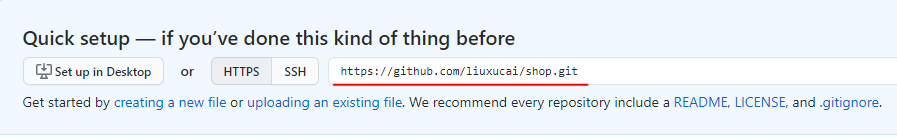 Quick setup — if you’ve done this kind of thing before
Set up in Desktop or HTTPS SSH https://github.com/liuxucai/shop.git
Get started by creating a new file or uploading an existing file. We recommend every repository include a README, LICENSE, and .gitignore.